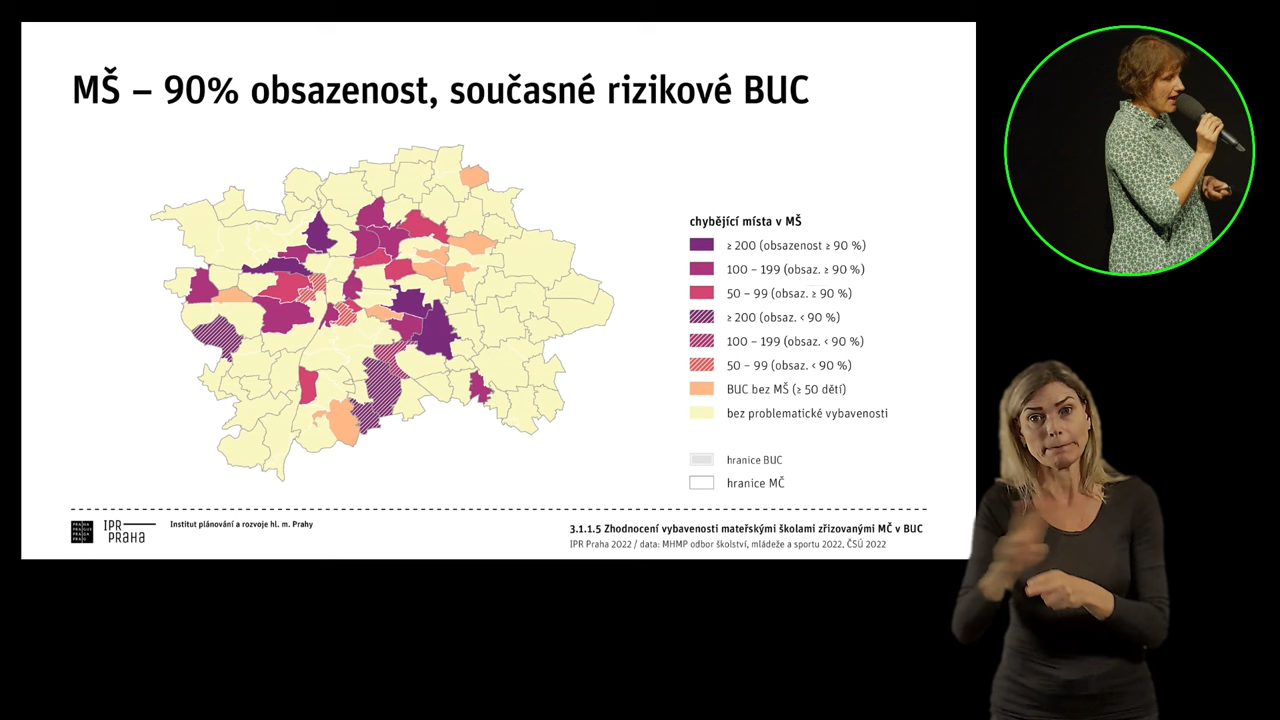 MŠ – 90% obsazenost, současné rizikové BUC
chybějící místa v MŠ
≥ 200 (obsazenost ≥ 90 %)
100 – 199 (obsaz. ≥ 90 %)
50 – 99 (obsaz. ≥ 90 %)
≥ 200 (obsaz. < 90 %)
100 – 199 (obsaz. < 90 %)
50 – 99 (obsaz. < 90 %)
BUC bez MŠ (≥ 50 dětí)
bez problematické vybavenosti
hranice BUC
hranice MČ
IPR
PRAHA
Institut plánování a rozvoje hl. m. Prahy
3.1.1.5 Zhodnocení vybavenosti mateřskými školami zřizovanými MČ v BUC
IPR Praha 2022 / data: MHMP odbor školství, mládeže a sportu 2022, ČSÚ 2022